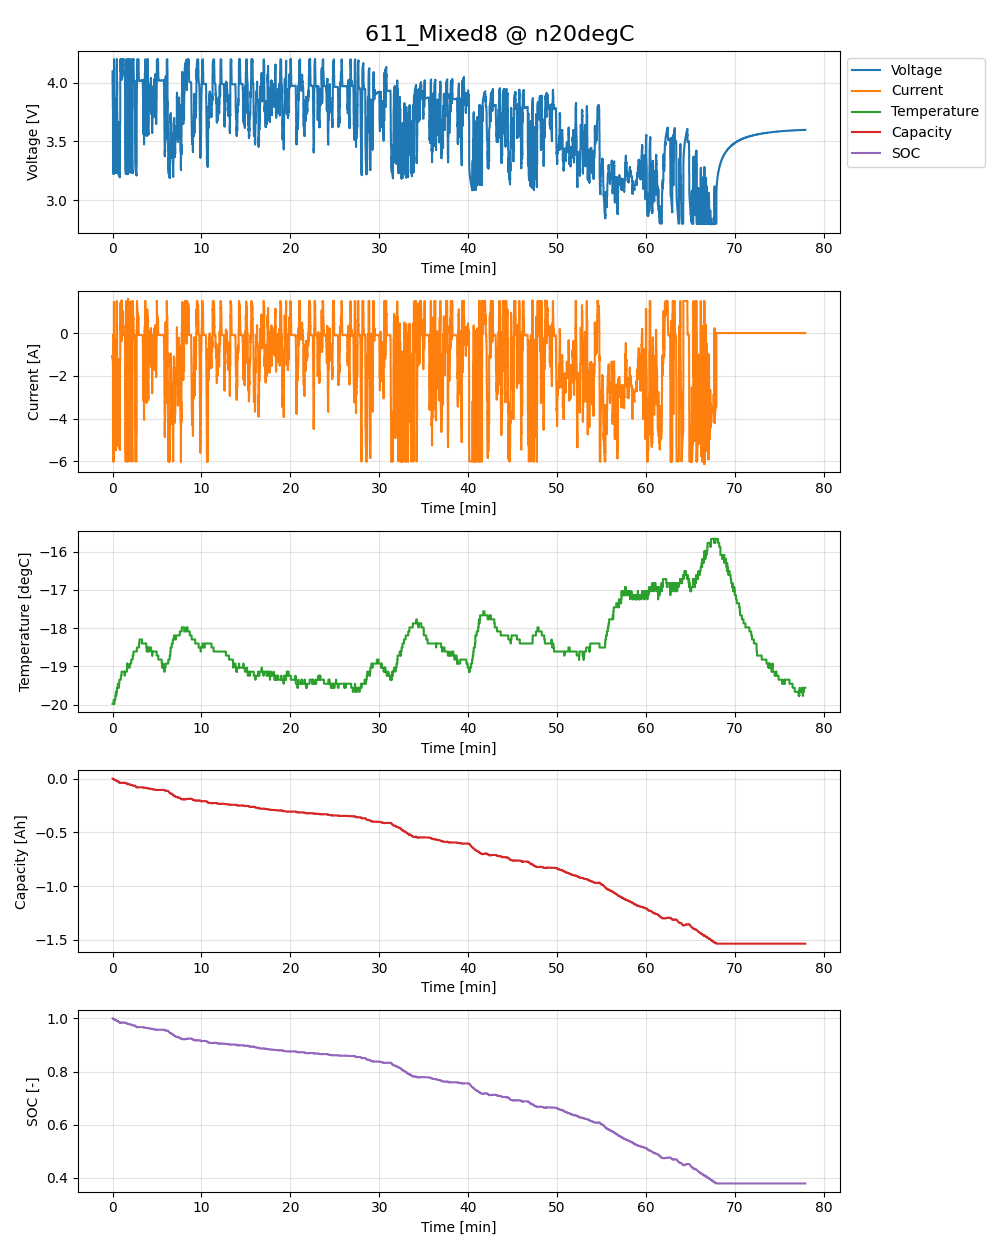 611_Mixed8 @ n20degC
Voltage [V]
4.0
3.5
3.0
0 10 20 30 40 50 60 70 80
Time [min]
Voltage
Current
Temperature
Capacity
SOC
Current [A]
0
−2
−4
−6
0 10 20 30 40 50 60 70 80
Time [min]
Temperature [degC]
−16
−17
−18
−19
−20
0 10 20 30 40 50 60 70 80
Time [min]
Capacity [Ah]
0.0
−0.5
−1.0
−1.5
0 10 20 30 40 50 60 70 80
Time [min]
SOC [-]
1.0
0.8
0.6
0.4
0 10 20 30 40 50 60 70 80
Time [min]